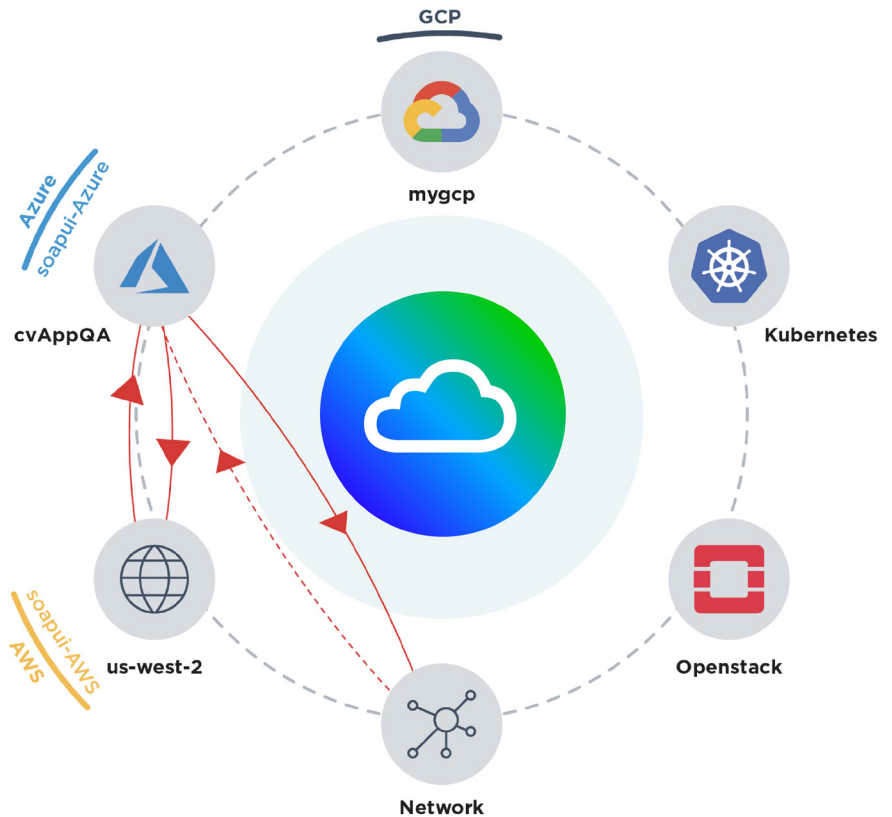 GCP
mygcp
Azure
soapui-Azure
cvAppQA
Kubernetes
soapui-AWS
AWS
us-west-2
Openstack
Network